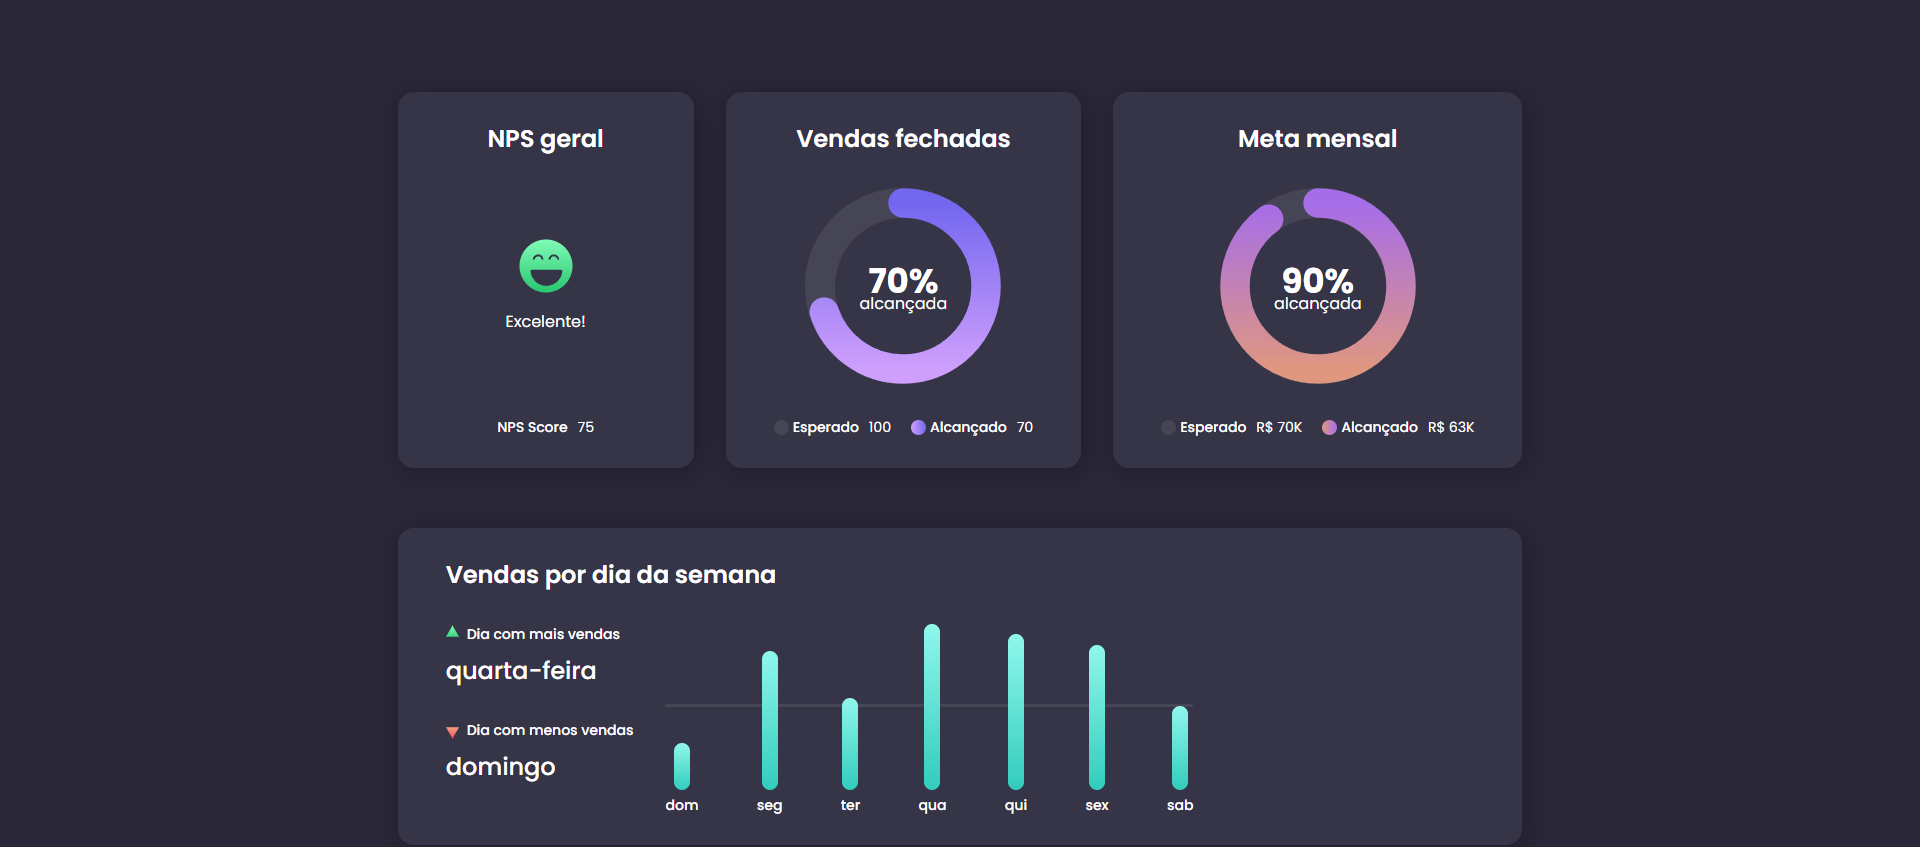 NPS geral
Excelente!
NPS Score 75
Vendas fechadas
70%
alcançada
Esperado 100 Alcançado 70
Meta mensal
90%
alcançada
Esperado R$ 70K Alcançado R$ 63K
Vendas por dia da semana
Dia com mais vendas
quarta-feira
Dia com menos vendas
domingo
dom seg ter qua qui sex sab